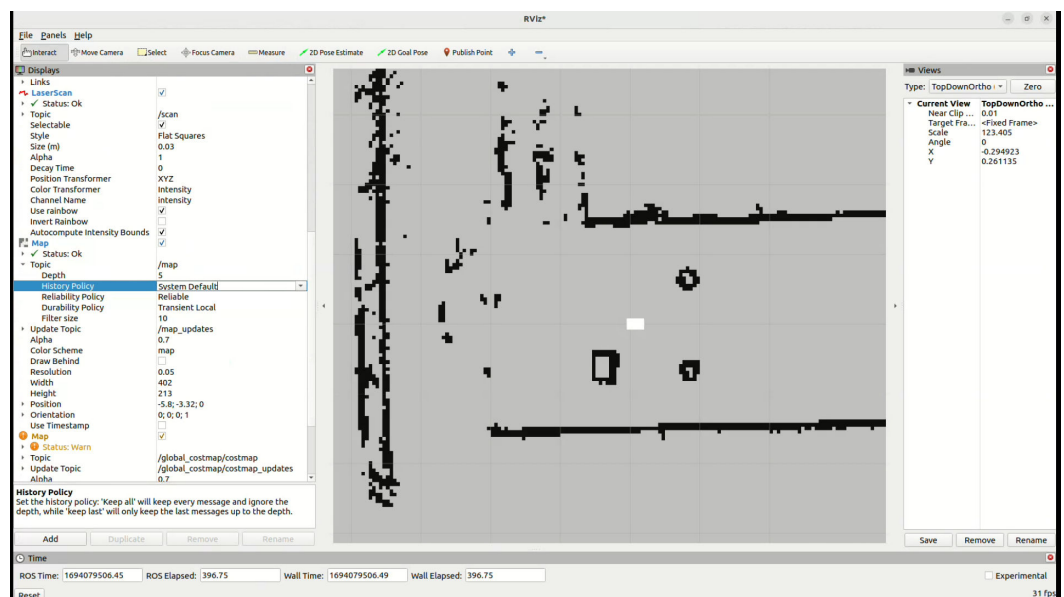 RViz*
File Panels Help
Interact Move Camera Select Focus Camera Measure 2D Pose Estimate 2D Goal Pose Publish Point
Displays
Links
LaserScan
Status: Ok
Topic /scan
Selectable
Style Flat Squares
Size (m) 0.03
Alpha 1
Decay Time 0
Position Transformer XYZ
Color Transformer Intensity
Channel Name intensity
Use rainbow
Invert Rainbow
Autocompute Intensity Bounds
Map
Status: Ok
Topic /map
Depth 5
History Policy System Default
Reliability Policy Reliable
Durability Policy Transient Local
Filter size 10
Update Topic /map_updates
Alpha 0.7
Color Scheme map
Draw Behind
Resolution 0.05
Width 402
Height 213
Position -5.8; -3.32; 0
Orientation 0; 0; 0; 1
Use Timestamp
Map
Status: Warn
Topic /global_costmap/costmap
Update Topic /global_costmap/costmap_updates
Alpha 0.7
History Policy
Set the history policy: 'Keep all' will keep every message and ignore the
depth, while 'keep last' will only keep the last messages up to the depth.
Add Duplicate Remove Rename
Views
Type: TopDownOrtho ( Zero
Current View TopDownOrtho ...
Near Clip ... 0.01
Target Fra... <Fixed Frame>
Scale 123.405
Angle 0
X -0.294923
Y 0.261135
Save Remove Rename
Time
ROS Time: 1694079506.45 ROS Elapsed: 396.75 Wall Time: 1694079506.49 Wall Elapsed: 396.75 Experimental
Reset 31 fps